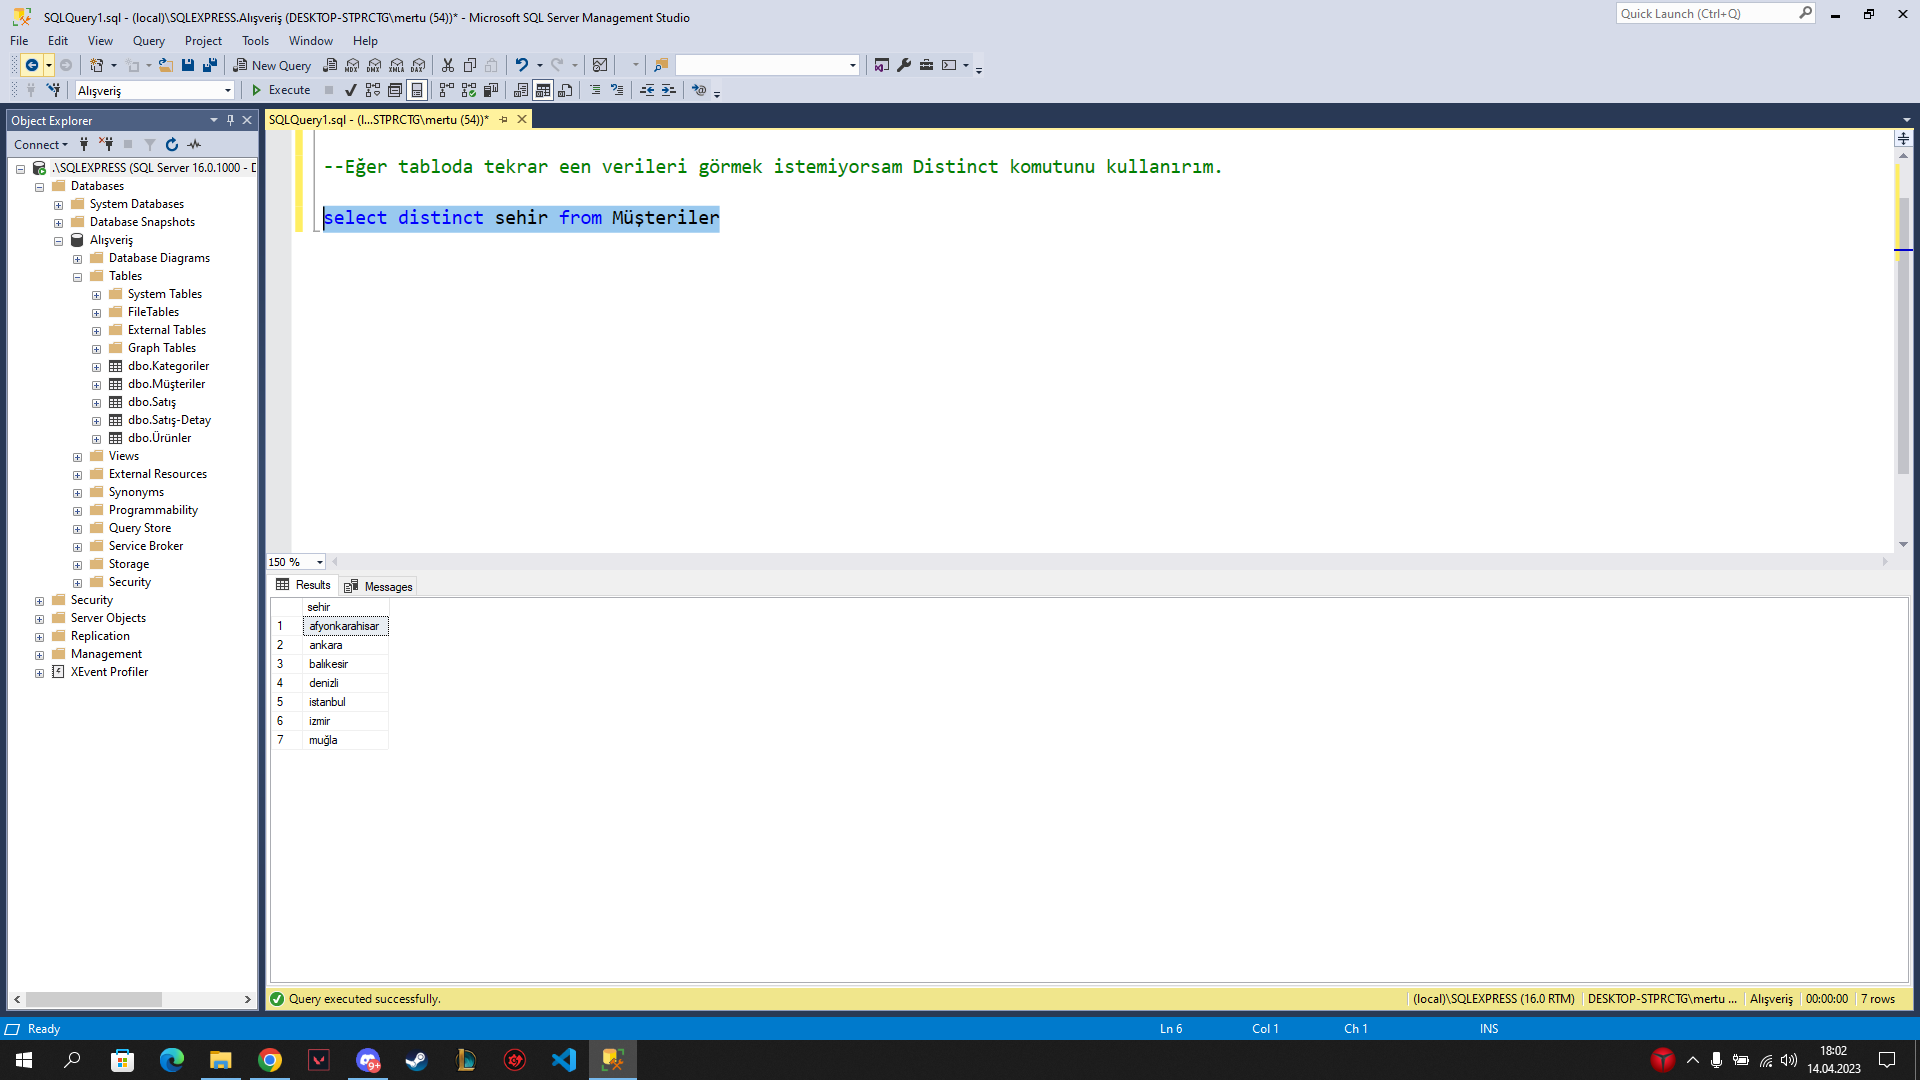 SQLQuery1.sql - (local)\SQLEXPRESS.Alışveriş (DESKTOP-STPRCTG\mertu (54))* - Microsoft SQL Server Management Studio
Quick Launch (Ctrl+Q)
File Edit View Query Project Tools Window Help
New Query MDX DMX XMLA DAX
Alışveriş Execute
Object Explorer
SQLQuery1.sql - (l...STPRCTG\mertu (54))*
Connect
.\SQLEXPRESS (SQL Server 16.0.1000 - D
Databases
System Databases
Database Snapshots
Alışveriş
Database Diagrams
Tables
System Tables
FileTables
External Tables
Graph Tables
dbo.Kategoriler
dbo.Müşteriler
dbo.Satış
dbo.Satış-Detay
dbo.Ürünler
Views
External Resources
Synonyms
Programmability
Query Store
Service Broker
Storage
Security
Security
Server Objects
Replication
Management
XEvent Profiler
--Eğer tabloda tekrar een verileri görmek istemiyorsam Distinct komutunu kullanırım.
select distinct sehir from Müşteriler
150 %
Results Messages
sehir
1 afyonkarahisar
2 ankara
3 balıkesir
4 denizli
5 istanbul
6 izmir
7 muğla
Query executed successfully.
(local)\SQLEXPRESS (16.0 RTM) DESKTOP-STPRCTG\mertu ... Alışveriş 00:00:00 7 rows
Ready
Ln 6 Col 1 Ch 1 INS
9+
18:02
14.04.2023